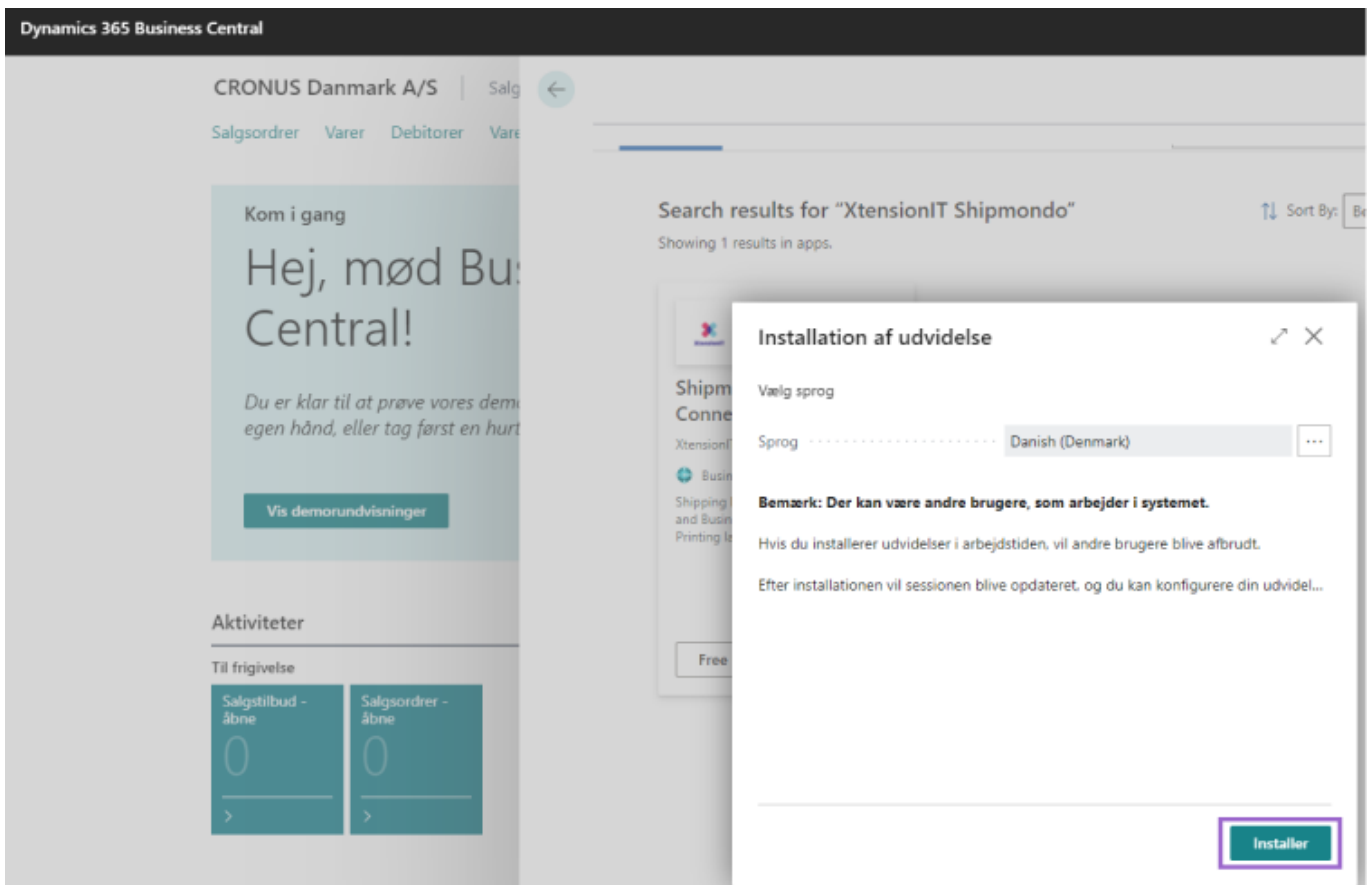 Dynamics 365 Business Central
CRONUS Danmark A/S
Salgsordrer Varer Debitorer
Kom i gang
Hej, mød
Central!
Du er klar til at prøve vores
egen hånd, eller tag først en
Vis demorundvisninger
Aktiviteter
Til frigivelse
Salgstilbud -
åbne
0
Salgsordrer -
åbne
0
Search results for “XtensionIT Shipmondo”
Showing 1 results in apps.
Sort By:
Shipping
and
Printing
Free
Installation af udvidelse
Vælg sprog
Sprog Danish (Denmark) ...
Bemærk: Der kan være andre brugere, som arbejder i systemet.
Hvis du installerer udvidelser i arbejdstiden, vil andre brugere blive afbrudt.
Efter installationen vil sessionen blive opdateret, og du kan konfigurere din udvidel...
Installer